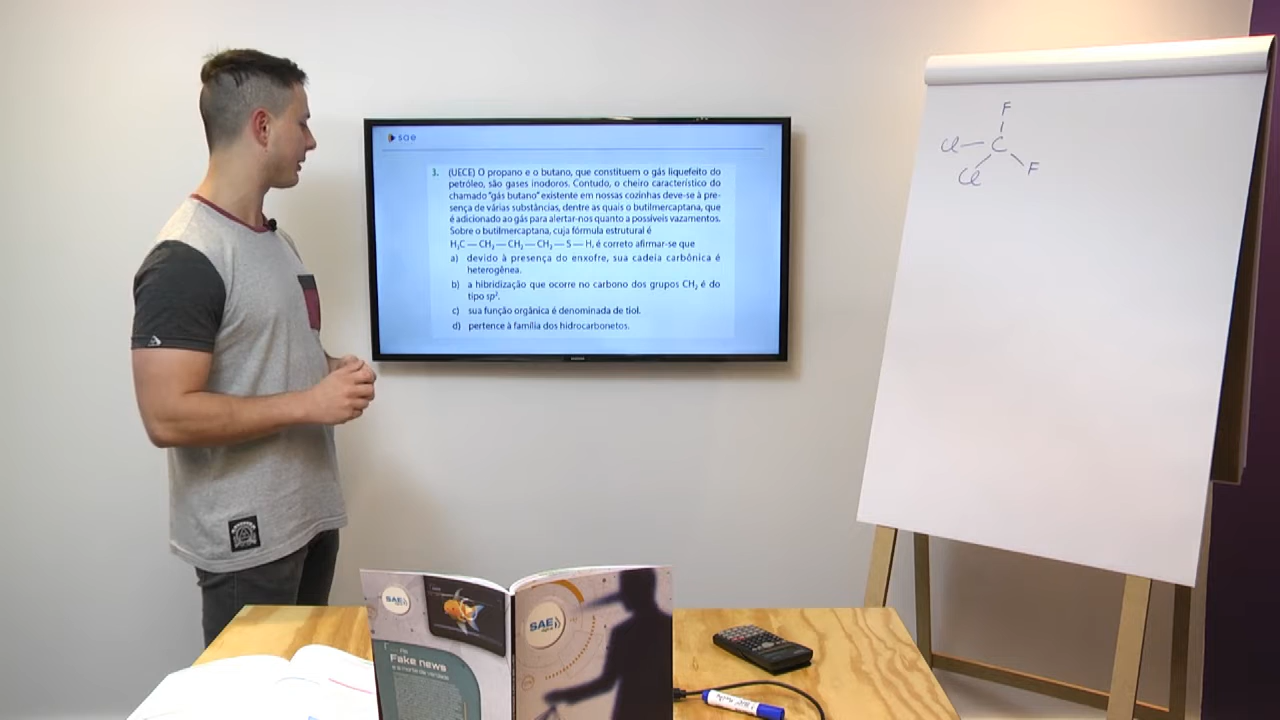 sae
3. (UECE) O propano e o butano, que constituem o gás liquefeito do
petróleo, são gases inodoros. Contudo, o cheiro característico do
chamado "gás butano" existente em nossas cozinhas deve-se à pre-
sença de várias substâncias, dentre as quais o butilmercaptana, que
é adicionado ao gás para alertar-nos quanto a possíveis vazamentos.
Sobre o butilmercaptana, cuja fórmula estrutural é
H₃C — CH₂ — CH₂ — CH₂ — S — H, é correto afirmar-se que
a) devido à presença do enxofre, sua cadeia carbônica é
heterogênea.
b) a hibridização que ocorre no carbono dos grupos CH₂ é do
tipo sp².
c) sua função orgânica é denominada de tiol.
d) pertence à família dos hidrocarbonetos.
F
Cl — C
Cl F
SAE
Fake news
e a morte da verdade
SAE